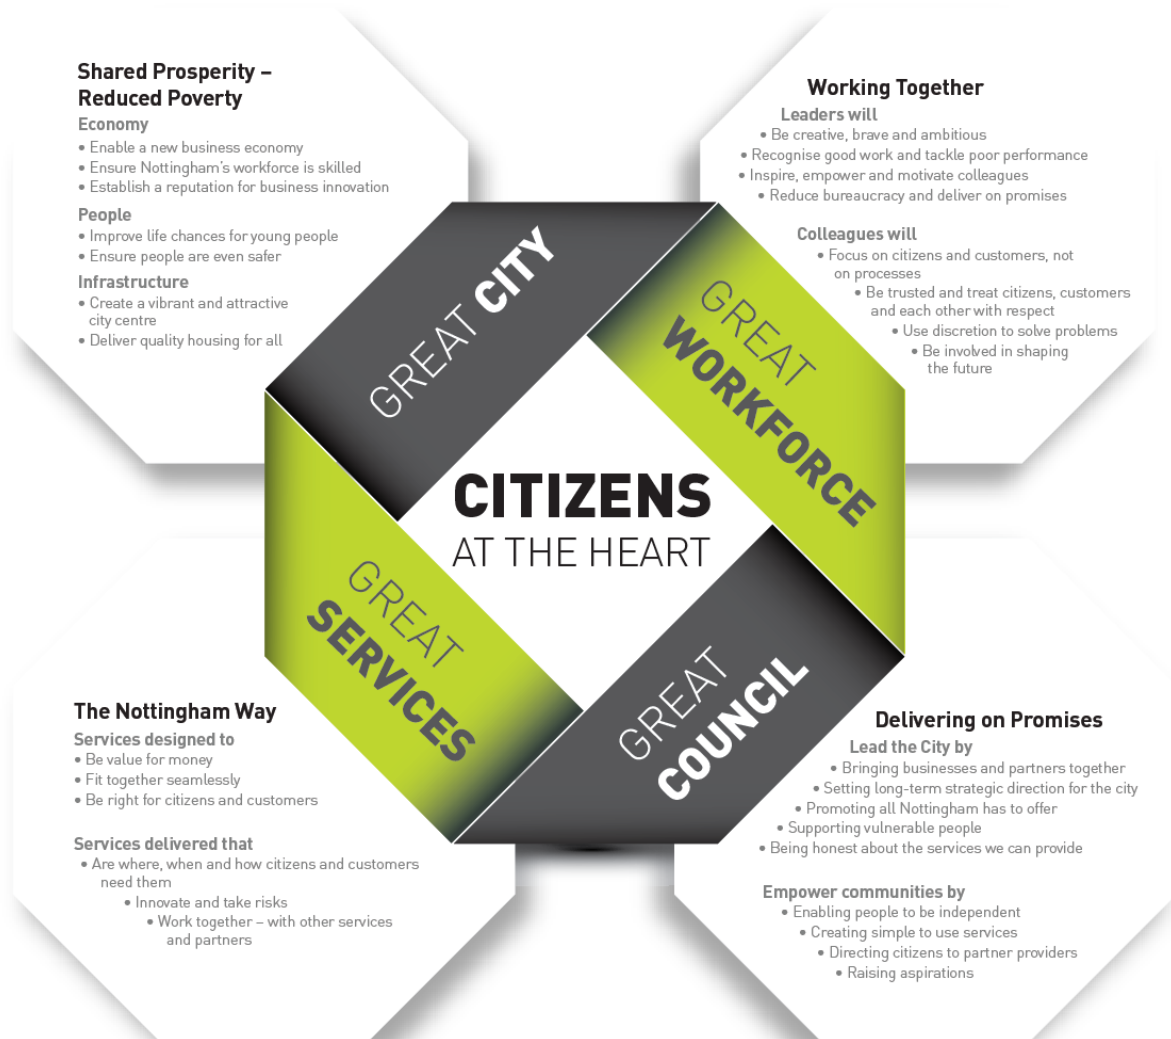 Shared Prosperity –
Reduced Poverty
Economy
• Enable a new business economy
• Ensure Nottingham's workforce is skilled
• Establish a reputation for business innovation
People
• Improve life chances for young people
• Ensure people are even safer
Infrastructure
• Create a vibrant and attractive
city centre
• Deliver quality housing for all
Working Together
Leaders will
• Be creative, brave and ambitious
• Recognise good work and tackle poor performance
• Inspire, empower and motivate colleagues
• Reduce bureaucracy and deliver on promises
Colleagues will
• Focus on citizens and customers, not
on processes
• Be trusted and treat citizens, customers
and each other with respect
• Use discretion to solve problems
• Be involved in shaping
the future
GREAT CITY
GREAT
WORKFORCE
CITIZENS
AT THE HEART
GREAT
SERVICES
GREAT
COUNCIL
The Nottingham Way
Services designed to
• Be value for money
• Fit together seamlessly
• Be right for citizens and customers
Services delivered that
• Are where, when and how citizens and customers
need them
• Innovate and take risks
• Work together – with other services
and partners
Delivering on Promises
Lead the City by
• Bringing businesses and partners together
• Setting long-term strategic direction for the city
• Promoting all Nottingham has to offer
• Supporting vulnerable people
• Being honest about the services we can provide
Empower communities by
• Enabling people to be independent
• Creating simple to use services
• Directing citizens to partner providers
• Raising aspirations